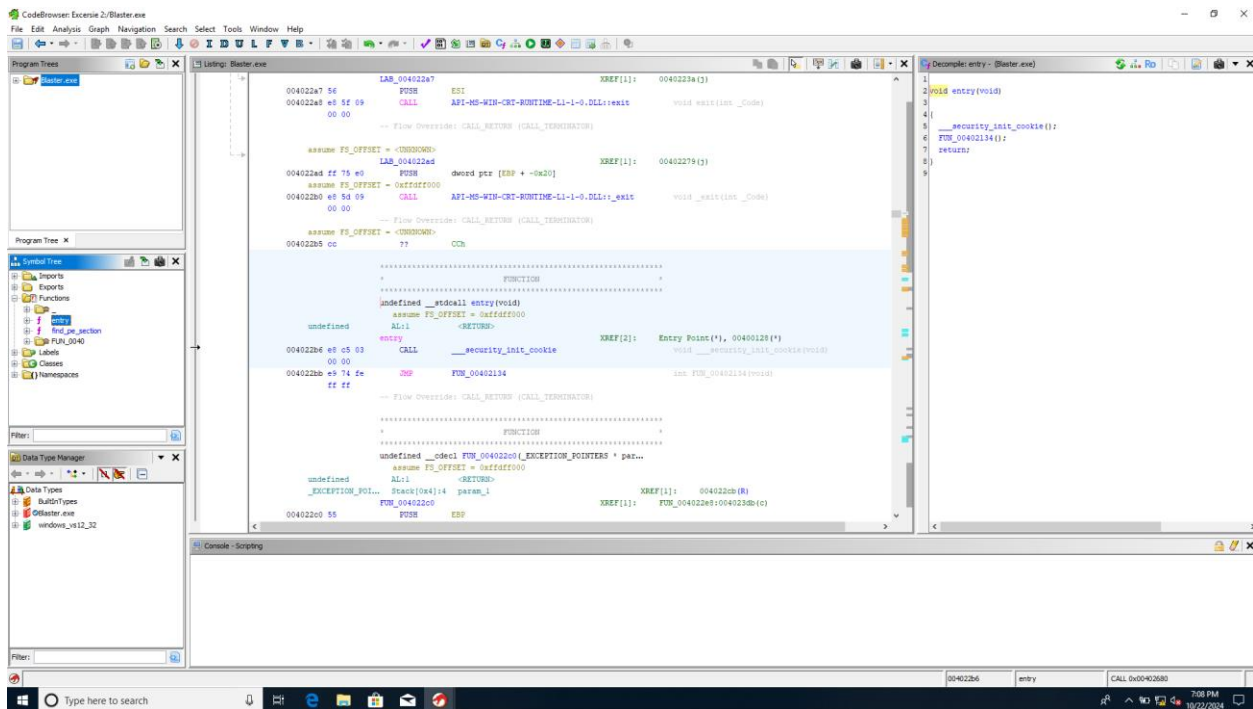 CodeBrowser: Excersie 2:/Blaster.exe
File Edit Analysis Graph Navigation Search Select Tools Window Help
I D U L F V B
Program Trees
Blaster.exe
Program Tree
Symbol Tree
Imports
Exports
Functions
_
entry
find_pe_section
FUN_0040
Labels
Classes
Namespaces
Filter:
Data Type Manager
Data Types
BuiltInTypes
Blaster.exe
windows_vs12_32
Filter:
Listing: Blaster.exe
LAB_004022a7 XREF[1]: 0040223a(j)
004022a7 56 PUSH ESI
004022a8 e8 5f 09 CALL API-MS-WIN-CRT-RUNTIME-L1-1-0.DLL::exit void exit(int _Code)
00 00
-- Flow Override: CALL_RETURN (CALL_TERMINATOR)
assume FS_OFFSET = <UNKNOWN>
LAB_004022ad XREF[1]: 00402279(j)
004022ad ff 75 e0 PUSH dword ptr [EBP + -0x20]
assume FS_OFFSET = 0xffdff000
004022b0 e8 5d 09 CALL API-MS-WIN-CRT-RUNTIME-L1-1-0.DLL::_exit void _exit(int _Code)
00 00
-- Flow Override: CALL_RETURN (CALL_TERMINATOR)
assume FS_OFFSET = <UNKNOWN>
004022b5 cc ?? CCh
* FUNCTION *
undefined __stdcall entry(void)
assume FS_OFFSET = 0xffdff000
undefined AL:1 <RETURN>
entry XREF[2]: Entry Point(*), 00400128(*)
004022b6 e8 c5 03 CALL ___security_init_cookie void ___security_init_cookie(void)
00 00
004022bb e9 74 fe JMP FUN_00402134 int FUN_00402134(void)
ff ff
-- Flow Override: CALL_RETURN (CALL_TERMINATOR)
* FUNCTION *
undefined __cdecl FUN_004022c0(_EXCEPTION_POINTERS * par...
assume FS_OFFSET = 0xffdff000
undefined AL:1 <RETURN>
_EXCEPTION_POI... Stack[0x4]:4 param_1 XREF[1]: 004022cb(R)
FUN_004022c0 XREF[1]: FUN_004022e8:004023db(c)
004022c0 55 PUSH EBP
Decompile: entry - (Blaster.exe)
Ro
1
2 void entry(void)
3
4 {
5 ___security_init_cookie();
6 FUN_00402134();
7 return;
8 }
9
Console - Scripting
004022b6 entry CALL 0x00402680
Type here to search
7:08 PM
10/22/2024